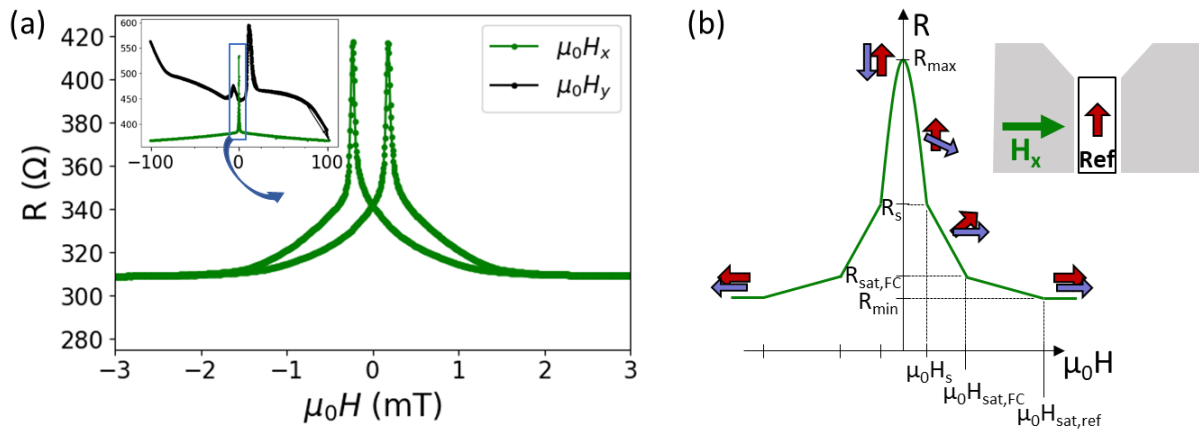 (a)
R (Ω)
420
400
380
360
340
320
300
280
−3
−2
−1
0
1
2
3
μ₀H (mT)
μ₀Hₓ
μ₀Hᵧ
600
550
500
450
400
−100
0
100
(b)
R
Rmax
Rs
Rsat,FC
Rmin
μ₀H
μ₀Hs
μ₀Hsat,FC
μ₀Hsat,ref
Hₓ
Ref